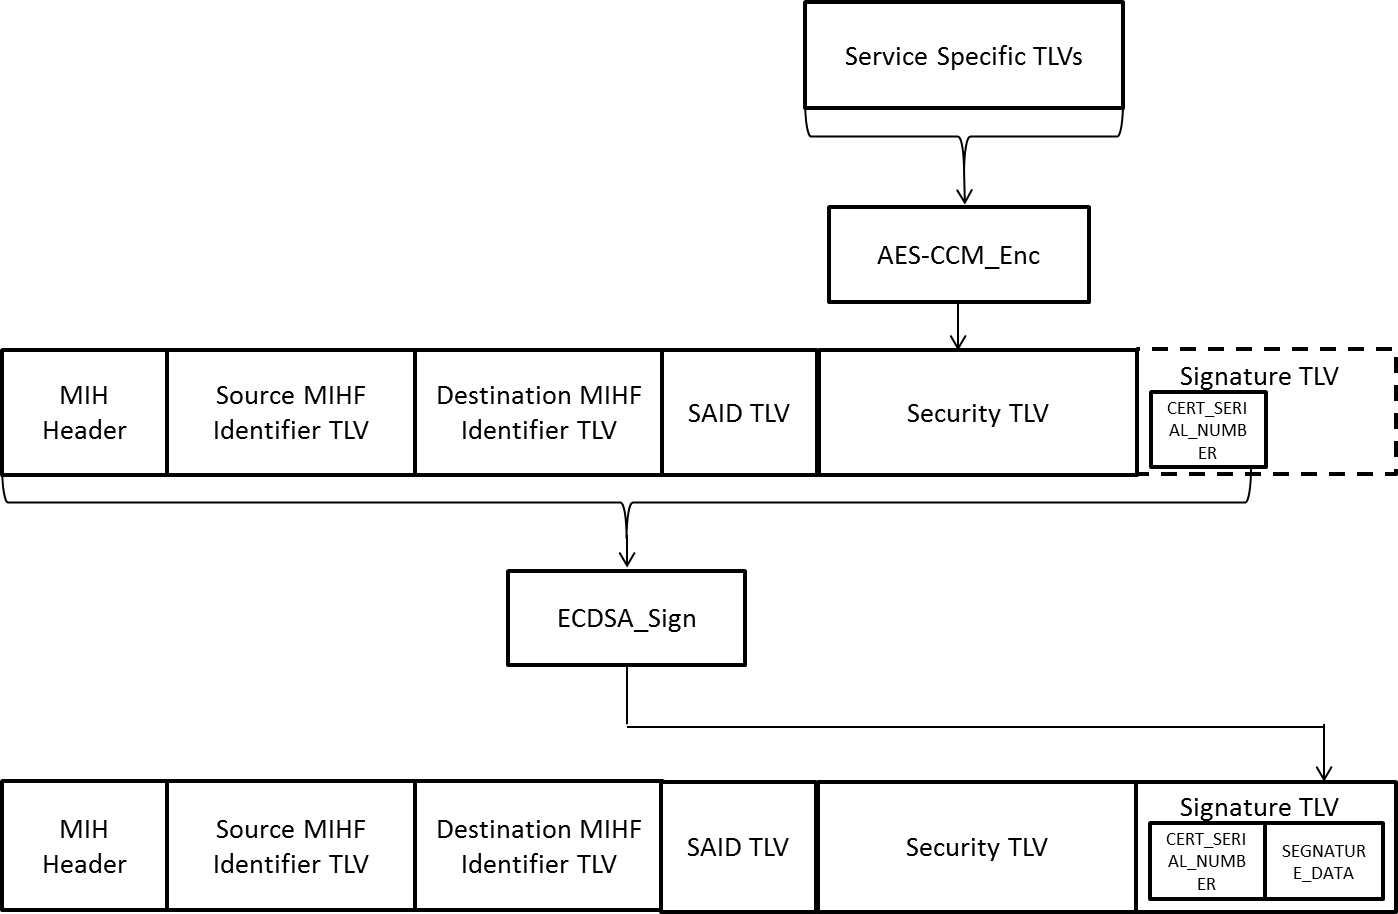 Service Specific TLVs
AES-CCM_Enc
MIH
Header
Source MIHF
Identifier TLV
Destination MIHF
Identifier TLV
SAID TLV
Security TLV
Signature TLV
CERT_SERI
AL_NUMB
ER
ECDSA_Sign
MIH
Header
Source MIHF
Identifier TLV
Destination MIHF
Identifier TLV
SAID TLV
Security TLV
Signature TLV
CERT_SERI
AL_NUMB
ER
SEGNATUR
E_DATA